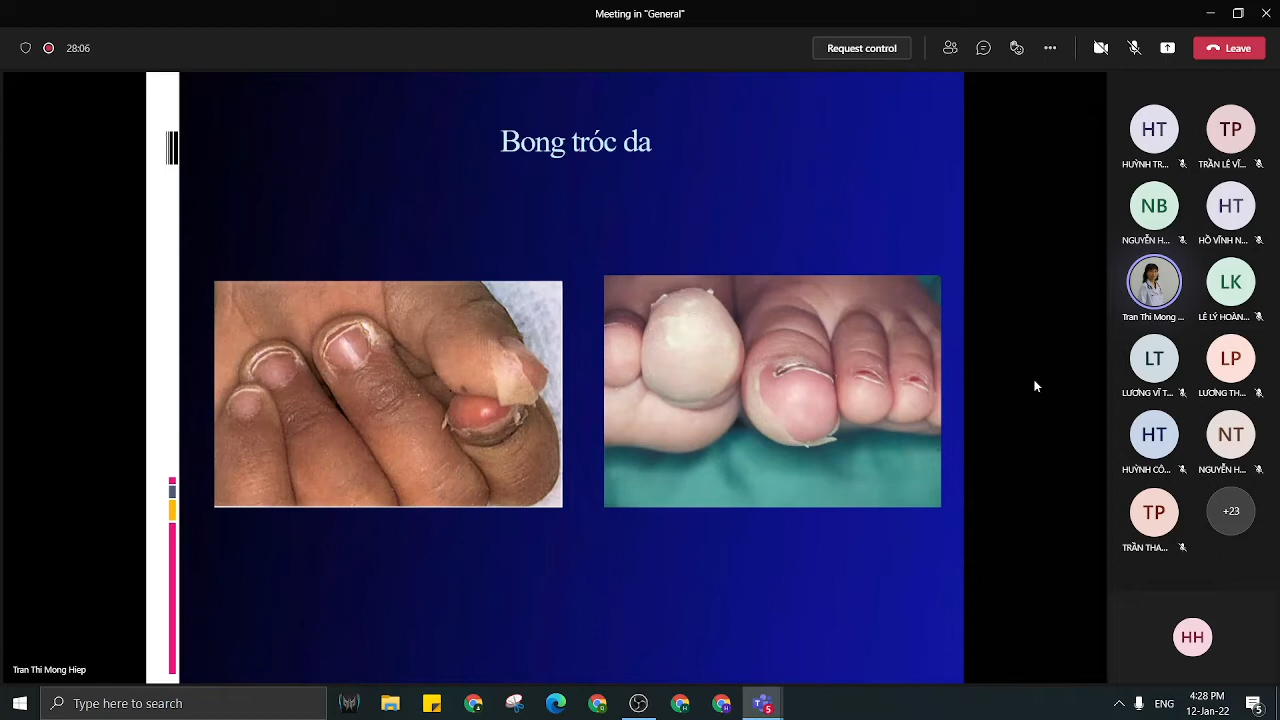 Meeting in "General"
28:06
Request control
Leave
Bong tróc da
HT
TP
HUỲNH TR...
TRẦN LÊ VĨ...
NB
HT
NGUYỄN H...
HỒ VĨNH N...
LK
Tran Thi Mong ...
LÊ LÝ HOÀN...
LT
LP
LƯƠNG VĨ T...
LƯƠNG TH...
HT
NT
HUỲNH CÔ...
NGUYỄN H...
TP
+23
TRẦN THA...
HH
Tran Thi Mong Hiep
Type here to search
ENG
4:28 PM
12-Jan-22